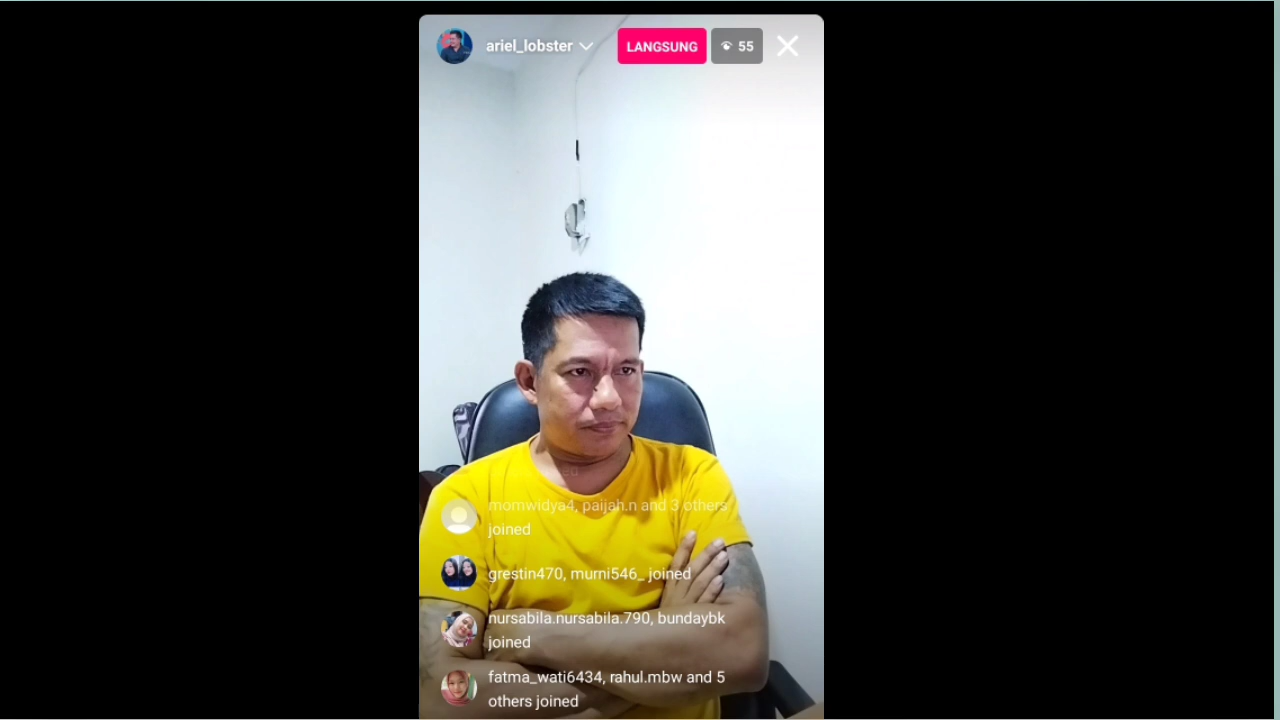 ariel_lobster
LANGSUNG
55
momwidya4, paijah.n and 3 others
joined
grestin470, murni546_ joined
nursabila.nursabila.790, bundaybk
joined
fatma_wati6434, rahul.mbw and 5
others joined